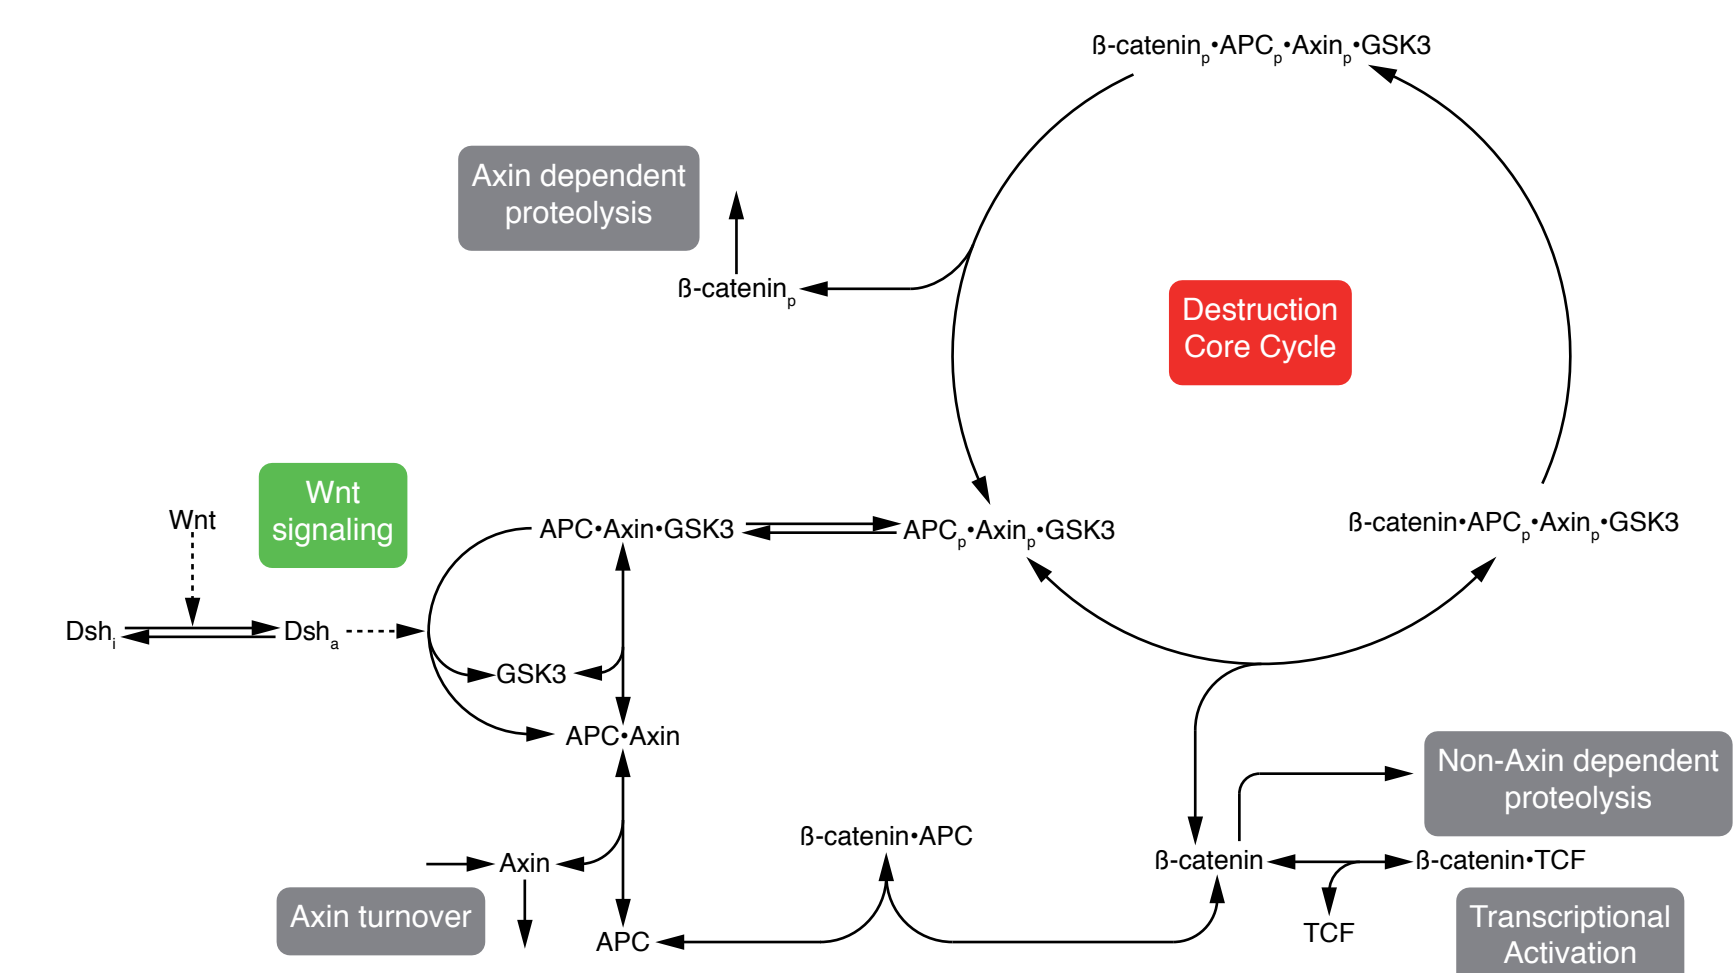 ß-cateninp•APCp•Axinp•GSK3
Axin dependent
proteolysis
ß-cateninp
Destruction
Core Cycle
Wnt
signaling
Wnt
APC•Axin•GSK3
APCp•Axinp•GSK3
ß-catenin•APCp•Axinp•GSK3
Dshi
Dsha
GSK3
APC•Axin
Non-Axin dependent
proteolysis
ß-catenin•APC
Axin
ß-catenin
ß-catenin•TCF
Axin turnover
APC
TCF
Transcriptional
Activation